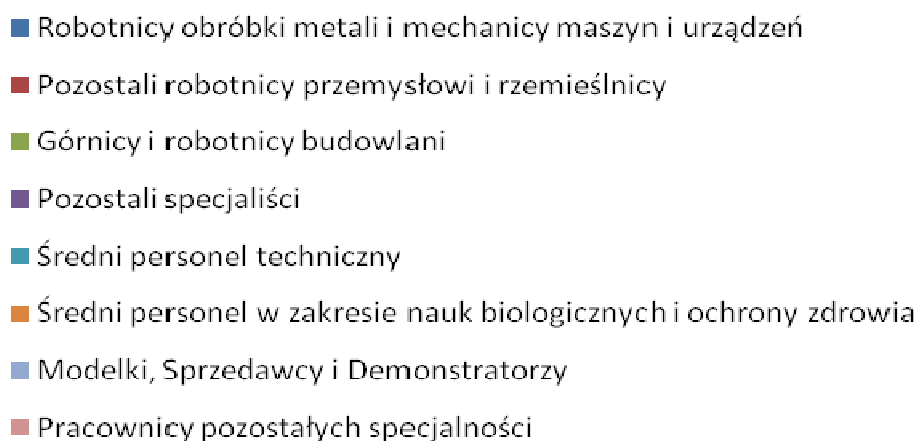 Robotnicy obróbki metali i mechanicy maszyn i urządzeń
Pozostali robotnicy przemysłowi i rzemieślnicy
Górnicy i robotnicy budowlani
Pozostali specjaliści
Średni personel techniczny
Średni personel w zakresie nauk biologicznych i ochrony zdrowia
Modelki, Sprzedawcy i Demonstratorzy
Pracownicy pozostałych specjalności